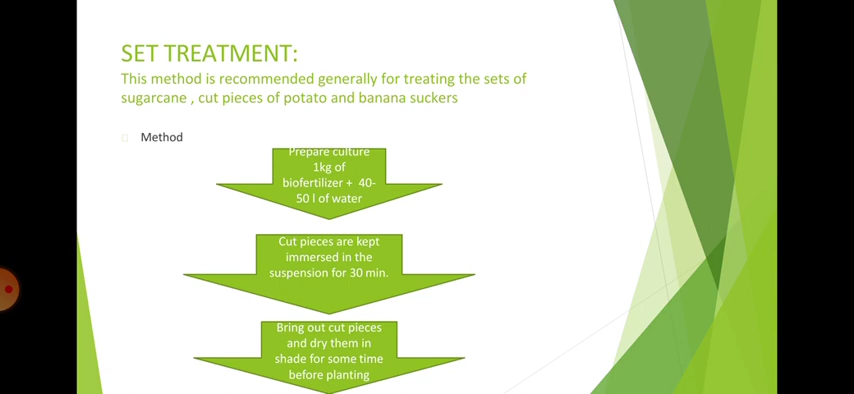 SET TREATMENT:
This method is recommended generally for treating the sets of
sugarcane , cut pieces of potato and banana suckers
Method
Prepare culture
1kg of
biofertilizer + 40-
50 l of water
Cut pieces are kept
immersed in the
suspension for 30 min.
Bring out cut pieces
and dry them in
shade for some time
before planting